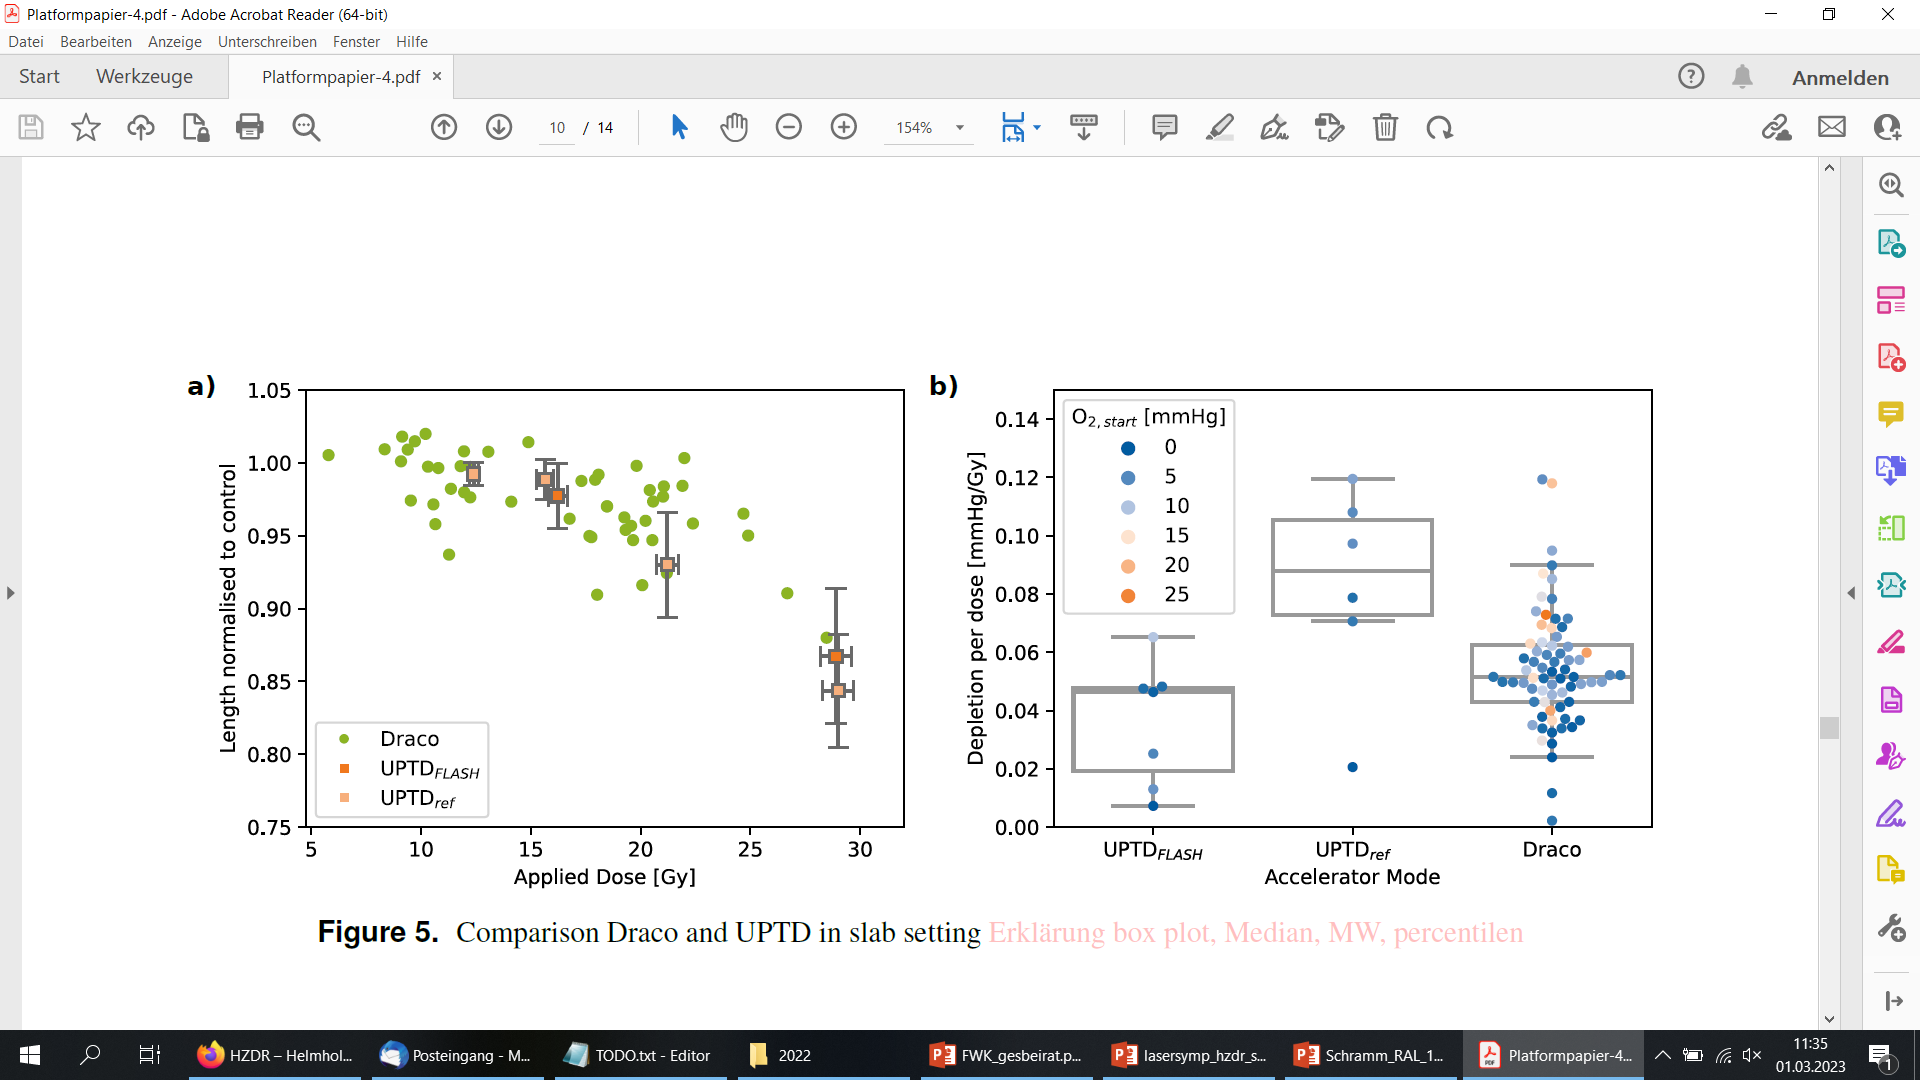 Platformpapier-4.pdf - Adobe Acrobat Reader (64-bit)
Datei Bearbeiten Anzeige Unterschreiben Fenster Hilfe
Start Werkzeuge Platformpapier-4.pdf × Anmelden
10 / 14 154%
a)
1.05
1.00
0.95
0.90
0.85
0.80
0.75
Length normalised to control
Draco
UPTD_FLASH
UPTD_ref
5 10 15 20 25 30
Applied Dose [Gy]
b)
0.14
0.12
0.10
0.08
0.06
0.04
0.02
0.00
Depletion per dose [mmHg/Gy]
O_2,start [mmHg]
0
5
10
15
20
25
UPTD_FLASH UPTD_ref Draco
Accelerator Mode
Figure 5. Comparison Draco and UPTD in slab setting Erklärung box plot, Median, MW, percentilen
HZDR – Helmhol... Posteingang - M... TODO.txt - Editor 2022 FWK_gesbeirat.p... lasersymp_hzdr_s... Schramm_RAL_1... Platformpapier-4...
11:35
01.03.2023
1